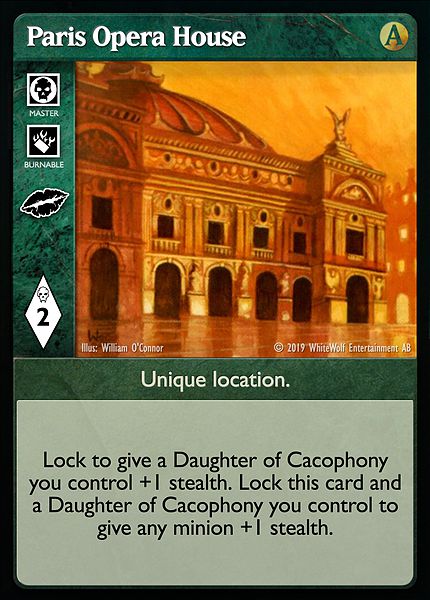 Paris Opera House
A
MASTER
BURNABLE
2
Illus: William O'Connor
© 2019 WhiteWolf Entertainment AB
Unique location.
Lock to give a Daughter of Cacophony
you control +1 stealth. Lock this card and
a Daughter of Cacophony you control to
give any minion +1 stealth.